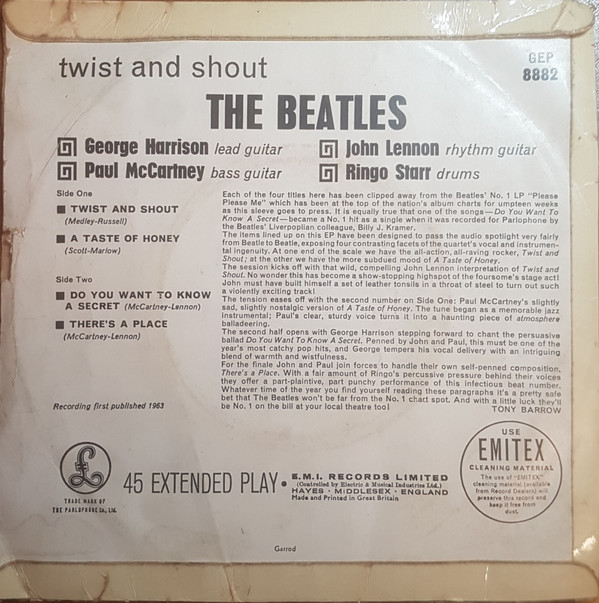 twist and shout
GEP
8882
THE BEATLES
George Harrison lead guitar
John Lennon rhythm guitar
Paul McCartney bass guitar
Ringo Starr drums
Side One
TWIST AND SHOUT
(Medley-Russell)
A TASTE OF HONEY
(Scott-Marlow)
Side Two
DO YOU WANT TO KNOW
A SECRET (McCartney-Lennon)
THERE'S A PLACE
(McCartney-Lennon)
Recording first published 1963
Each of the four titles here has been clipped away from the Beatles' No. 1 LP "Please
Please Me" which has been at the top of the nation's album charts for umpteen weeks
as this sleeve goes to press. It is equally true that one of the songs—Do You Want To
Know A Secret—became a No. 1 hit as a single when it was recorded for Parlophone by
the Beatles' Liverpolian colleague, Billy J. Kramer.
The items lined up on this EP have been designed to pass the audio spotlight very fairly
from Beatle to Beatle, exposing four contrasting facets of the quartet's vocal and instrumen-
tal ingenuity. At one end of the scale we have the all-action, all-raving rocker, Twist and
Shout; at the other we have the more subdued mood of A Taste of Honey.
The session kicks off with that wild, compelling John Lennon interpretation of Twist and
Shout. No wonder this has become a show-stopping highspot of the foursome's stage act!
John must have built himself a set of leather tonsils in a throat of steel to turn out such
a violently exciting track!
The tension eases off with the second number on Side One: Paul McCartney's slightly
sad, slightly nostalgic version of A Taste of Honey. The tune began as a memorable jazz
instrumental; Paul's clear, sturdy voice turns it into a haunting piece of atmosphere
balladeering.
The second half opens with George Harrison stepping forward to chant the persuasive
ballad Do You Want To Know A Secret. Penned by John and Paul, this must be one of the
year's most catchy pop hits, and George tempers his vocal delivery with an intriguing
blend of warmth and wistfulness.
For the finale John and Paul join forces to handle their own self-penned composition,
There's a Place. With a fair amount of Ringo's percussive pressure behind their voices
they offer a part-plaintive, part punchy performance of this infectious beat number.
Whatever time of the year you find yourself reading these paragraphs it's a pretty safe
bet that The Beatles won't be far from the No. 1 chart spot. And with a little luck they'll
be No. 1 on the bill at your local theatre too!
TONY BARROW
£
TRADE MARK OF
THE PARLOPHONE Co., Ltd.
45 EXTENDED PLAY
E.M.I. RECORDS LIMITED
(Controlled by Electric & Musical Industries Ltd.)
HAYES · MIDDLESEX · ENGLAND
Made and Printed in Great Britain
USE
EMITEX
CLEANING MATERIAL
The use of "EMITEX"
cleaning material (available
from Record Dealers) will
preserve this record and
keep it free from
dust.
Garrod